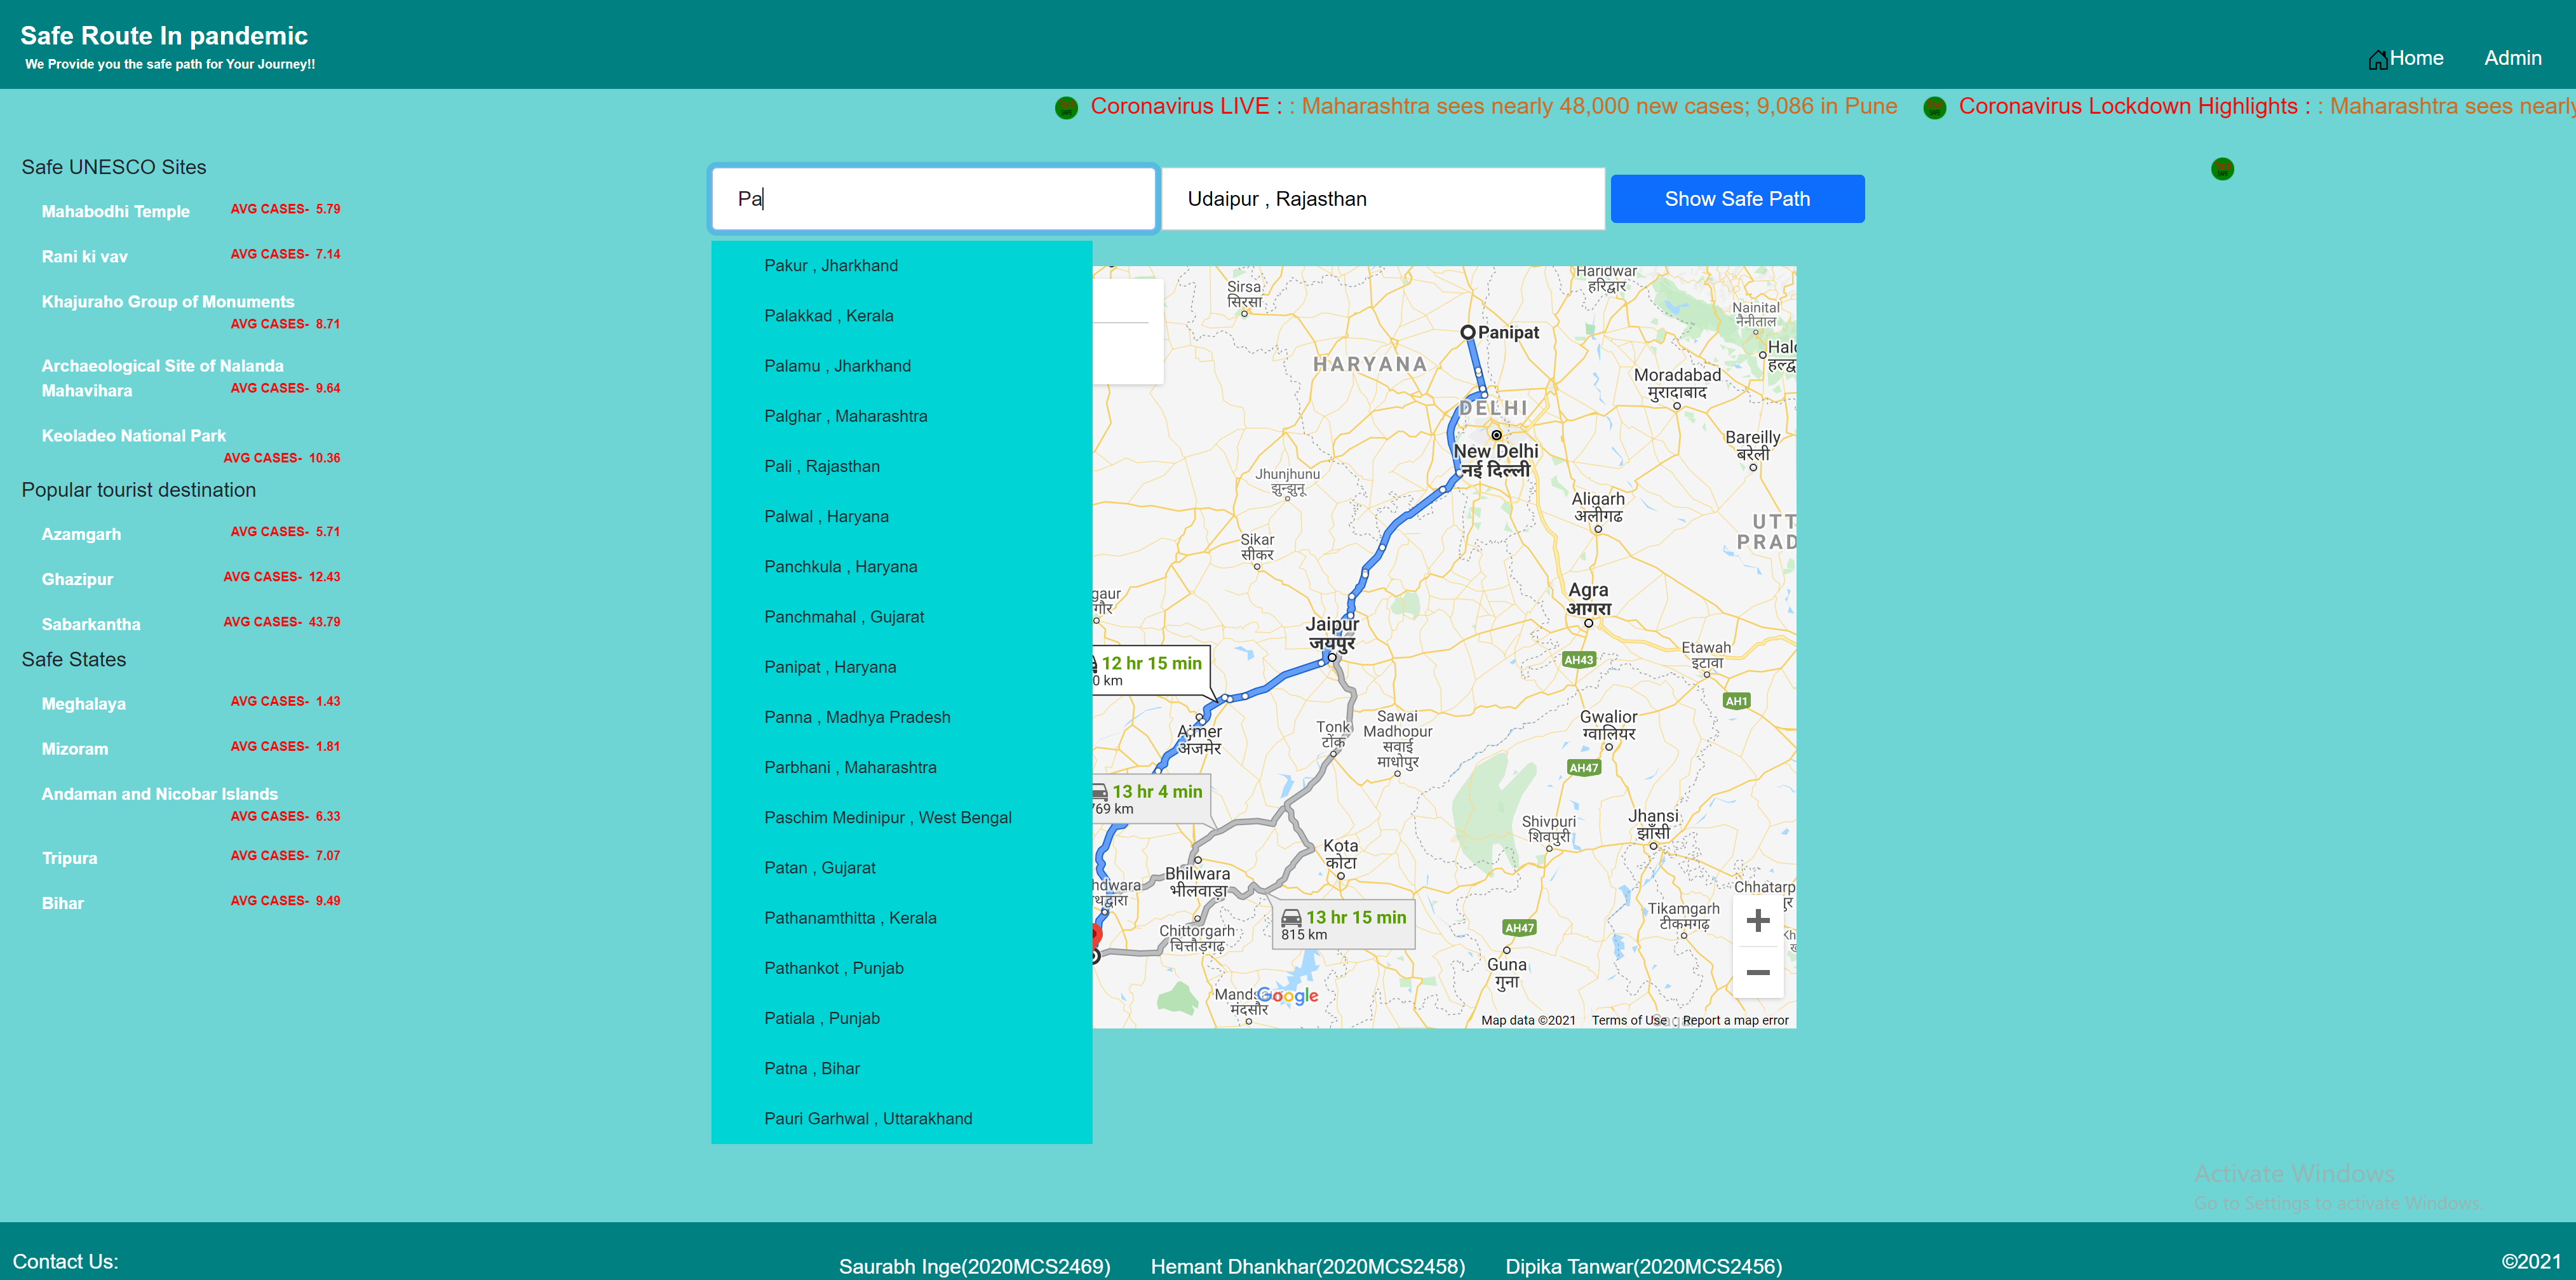 Safe Route In pandemic
We Provide you the safe path for Your Journey!!
Home
Admin
Coronavirus LIVE : : Maharashtra sees nearly 48,000 new cases; 9,086 in Pune
Coronavirus Lockdown Highlights : : Maharashtra sees nearly
Safe UNESCO Sites
Mahabodhi Temple AVG CASES- 5.79
Rani ki vav AVG CASES- 7.14
Khajuraho Group of Monuments
AVG CASES- 8.71
Archaeological Site of Nalanda
Mahavihara AVG CASES- 9.64
Keoladeo National Park
AVG CASES- 10.36
Popular tourist destination
Azamgarh AVG CASES- 5.71
Ghazipur AVG CASES- 12.43
Sabarkantha AVG CASES- 43.79
Safe States
Meghalaya AVG CASES- 1.43
Mizoram AVG CASES- 1.81
Andaman and Nicobar Islands
AVG CASES- 6.33
Tripura AVG CASES- 7.07
Bihar AVG CASES- 9.49
Pa
Udaipur , Rajasthan
Show Safe Path
Pakur , Jharkhand
Palakkad , Kerala
Palamu , Jharkhand
Palghar , Maharashtra
Pali , Rajasthan
Palwal , Haryana
Panchkula , Haryana
Panchmahal , Gujarat
Panipat , Haryana
Panna , Madhya Pradesh
Parbhani , Maharashtra
Paschim Medinipur , West Bengal
Patan , Gujarat
Pathanamthitta , Kerala
Pathankot , Punjab
Patiala , Punjab
Patna , Bihar
Pauri Garhwal , Uttarakhand
Haridwar
हरिद्वार
Sirsa
सिरसा
Nainital
नैनीताल
Panipat
HARYANA
Moradabad
मुरादाबाद
DELHI
New Delhi
नई दिल्ली
Bareilly
बरेली
Jhunjhunu
झुन्झुनू
Aligarh
अलीगढ
UTT
PRAD
Sikar
सीकर
Agra
आगरा
gaur
Jaipur
जयपुर
Etawah
इटावा
AH43
12 hr 15 min
0 km
AH1
Ajmer
अजमेर
Tonk
टोंक
Sawai
Madhopur
सवाई
माधोपुर
Gwalior
ग्वालियर
AH47
13 hr 4 min
769 km
Shivpuri
शिवपुरी
Jhansi
झाँसी
Kota
कोटा
Bhilwara
भीलवाड़ा
hdwara
Chhatarp
Tikamgarh
टीकमगढ़
13 hr 15 min
815 km
Chittorgarh
चित्तौड़गढ़
AH47
Guna
गुना
Mands
मंदसौर
Google
Map data ©2021
Terms of Use
Report a map error
Activate Windows
Go to Settings to activate Windows.
Contact Us:
Saurabh Inge(2020MCS2469)
Hemant Dhankhar(2020MCS2458)
Dipika Tanwar(2020MCS2456)
©2021